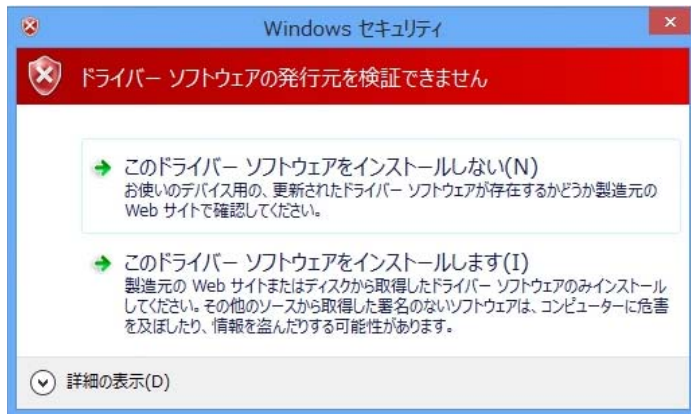 Windows セキュリティ
ドライバー ソフトウェアの発行元を検証できません
このドライバー ソフトウェアをインストールしない(N)
お使いのデバイス用の、更新されたドライバー ソフトウェアが存在するかどうか製造元の
Web サイトで確認してください。
このドライバー ソフトウェアをインストールします(I)
製造元の Web サイトまたはディスクから取得したドライバー ソフトウェアのみインストール
してください。その他のソースから取得した署名のないソフトウェアは、コンピューターに危害
を及ぼしたり、情報を盗んだりする可能性があります。
詳細の表示(D)